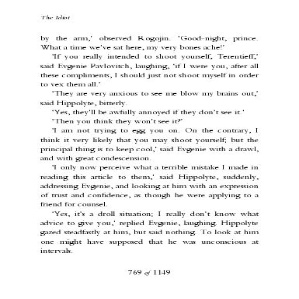 The Idiot
by the arm,' observed Rogojin. 'Good-night, prince.
What a time we've sat here, my very bones ache!'
'If you really intended to shoot yourself, Terentieff,'
said Evgenie Pavlovitch, laughing, 'if I were you, after all
these compliments, I should just not shoot myself in order
to vex them all.'
'They are very anxious to see me blow my brains out,'
said Hippolyte, bitterly.
'Yes, they'll be awfully annoyed if they don't see it.'
'Then you think they won't see it?'
'I am not trying to egg you on. On the contrary, I
think it very likely that you may shoot yourself; but the
principal thing is to keep cool,' said Evgenie with a drawl,
and with great condescension.
'I only now perceive what a terrible mistake I made in
reading this article to them,' said Hippolyte, suddenly,
addressing Evgenie, and looking at him with an expression
of trust and confidence, as though he were applying to a
friend for counsel.
'Yes, it's a droll situation; I really don't know what
advice to give you,' replied Evgenie, laughing. Hippolyte
gazed steadfastly at him, but said nothing. To look at him
one might have supposed that he was unconscious at
intervals.
769 of 1149